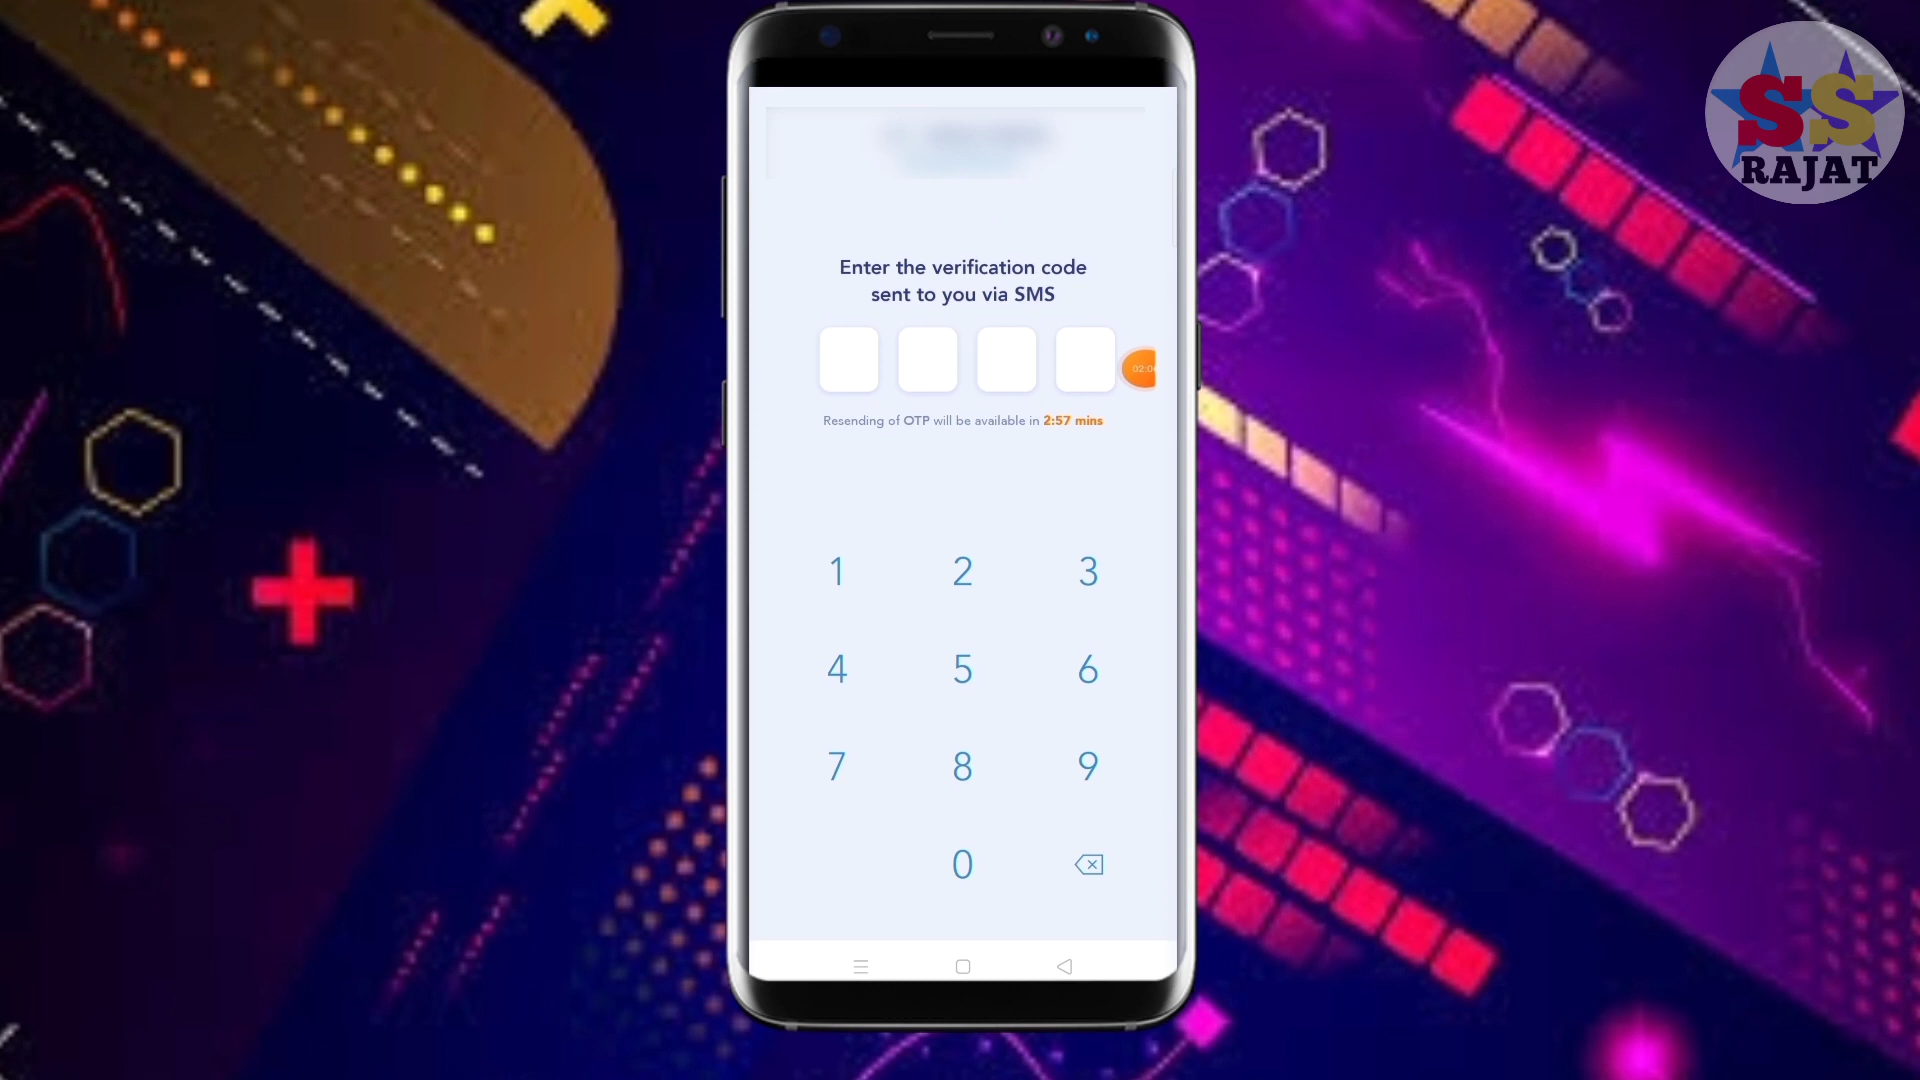 SS
RAJAT
Enter the verification code
sent to you via SMS
Resending of OTP will be available in 2:57 mins
1 2 3
4 5 6
7 8 9
0